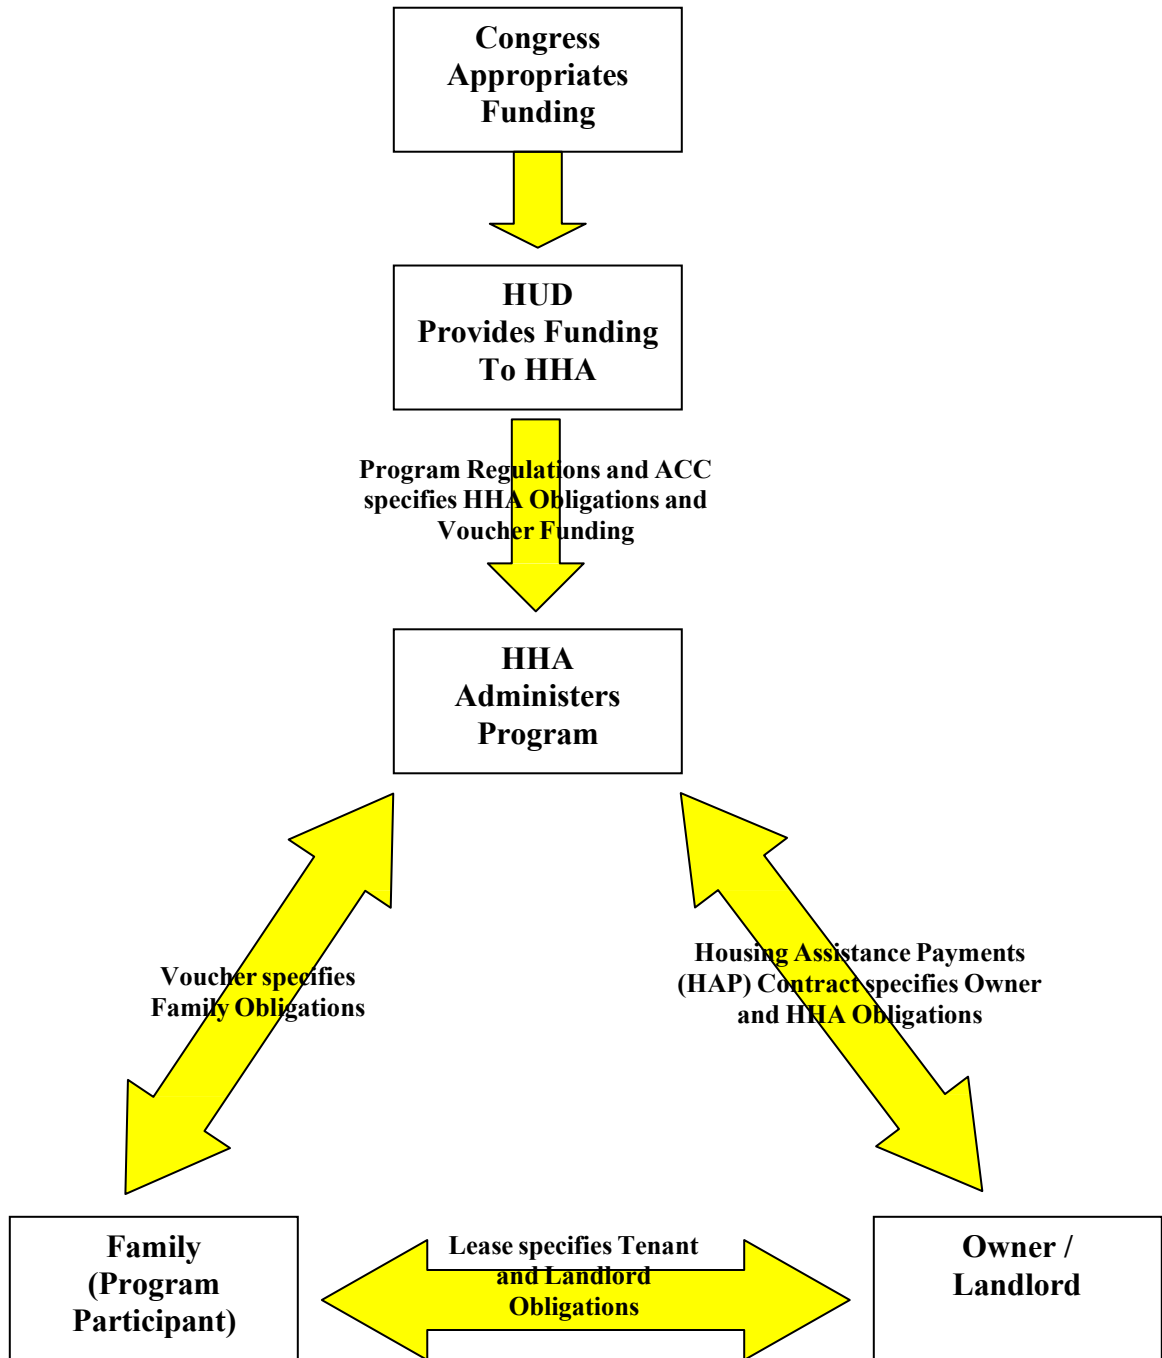 Congress
Appropriates
Funding
HUD
Provides Funding
To HHA
Program Regulations and ACC
specifies HHA Obligations and
Voucher Funding
HHA
Administers
Program
Voucher specifies
Family Obligations
Housing Assistance Payments
(HAP) Contract specifies Owner
and HHA Obligations
Family
(Program
Participant)
Lease specifies Tenant
and Landlord
Obligations
Owner /
Landlord